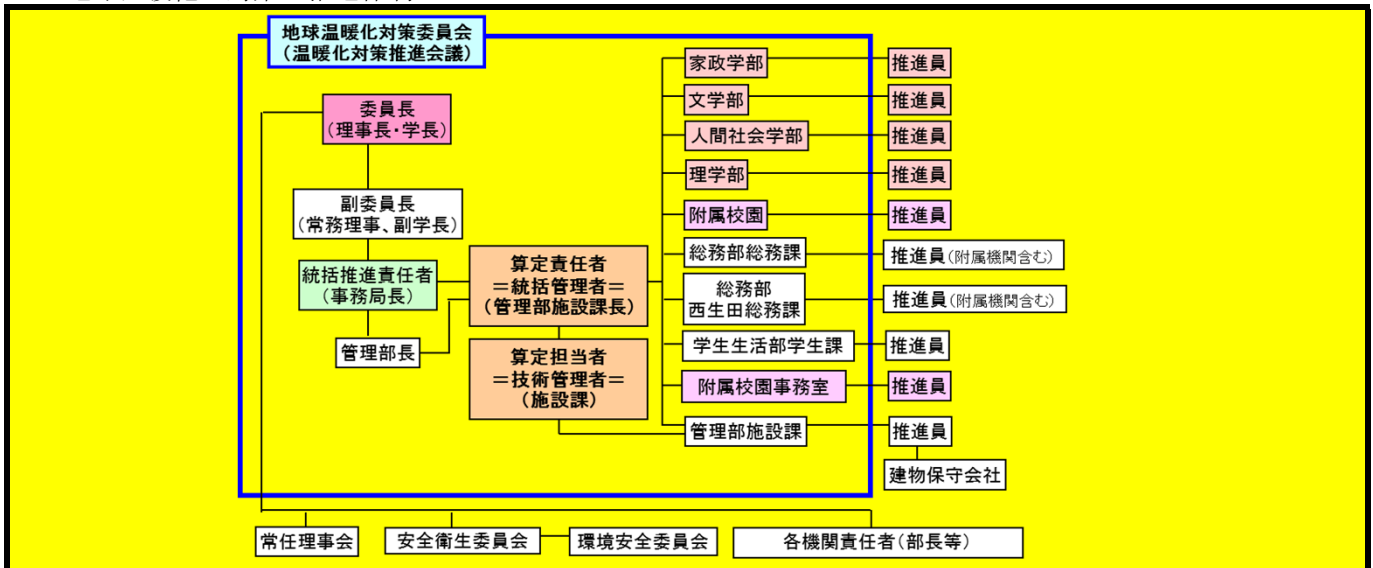 地球温暖化対策委員会
（温暖化対策推進会議）
委員長
（理事長・学長）
副委員長
（常務理事、副学長）
統括推進責任者
（事務局長）
管理部長
算定責任者
＝統括管理者＝
（管理部施設課長）
算定担当者
＝技術管理者＝
（施設課）
家政学部
推進員
文学部
推進員
人間社会学部
推進員
理学部
推進員
附属校園
推進員
総務部総務課
推進員（附属機関含む）
総務部
西生田総務課
推進員（附属機関含む）
学生生活部学生課
推進員
附属校園事務室
推進員
管理部施設課
推進員
建物保守会社
常任理事会
安全衛生委員会
環境安全委員会
各機関責任者（部長等）